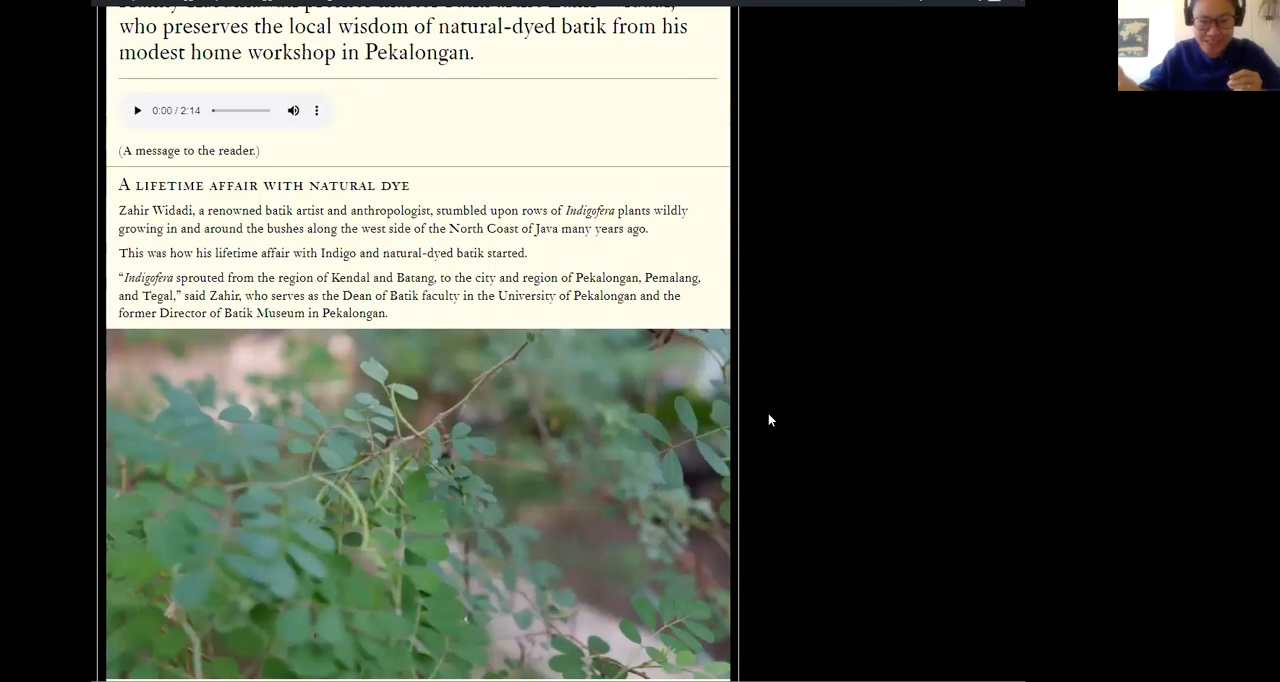 who preserves the local wisdom of natural-dyed batik from his
modest home workshop in Pekalongan.
0:00 / 2:14
(A message to the reader.)
A LIFETIME AFFAIR WITH NATURAL DYE
Zahir Widadi, a renowned batik artist and anthropologist, stumbled upon rows of Indigofera plants wildly
growing in and around the bushes along the west side of the North Coast of Java many years ago.
This was how his lifetime affair with Indigo and natural-dyed batik started.
“Indigofera sprouted from the region of Kendal and Batang, to the city and region of Pekalongan, Pemalang,
and Tegal,” said Zahir, who serves as the Dean of Batik faculty in the University of Pekalongan and the
former Director of Batik Museum in Pekalongan.